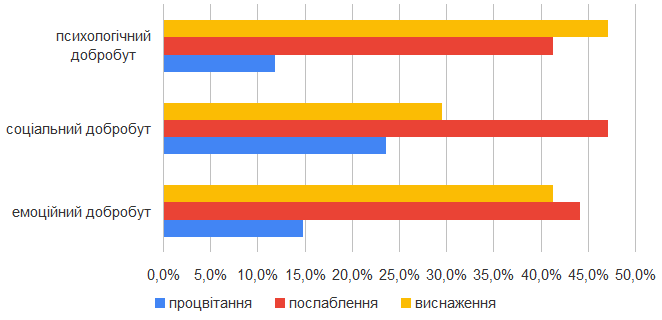 психологічний
добробут
соціальний добробут
емоційний добробут
0,0% 5,0% 10,0% 15,0% 20,0% 25,0% 30,0% 35,0% 40,0% 45,0% 50,0%
процвітання послаблення виснаження